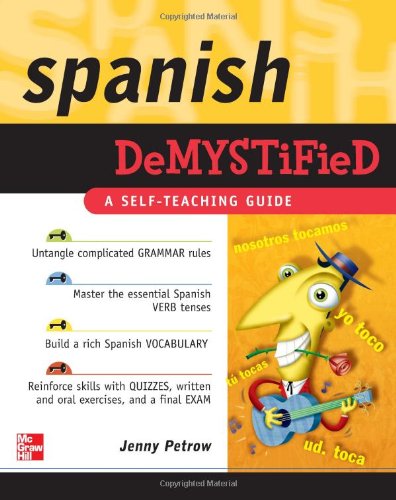 Copyrighted Material
spanish
DeMYSTiFieD
A SELF-TEACHING GUIDE
Untangle complicated GRAMMAR rules
Master the essential Spanish
VERB tenses
Build a rich Spanish VOCABULARY
Reinforce skills with QUIZZES, written
and oral exercises, and a final EXAM
nosotros tocamos
yo toco
tú tocas
ud. toca
Mc
Graw
Hill
Jenny Petrow
Copyrighted Material